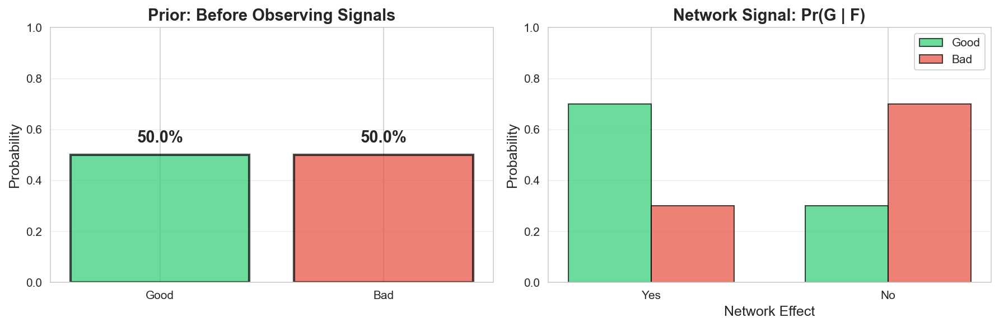 Prior: Before Observing Signals
Probability
1.0
0.8
0.6
0.4
0.2
0.0
50.0%
50.0%
Good
Bad
Network Signal: Pr(G | F)
Probability
1.0
0.8
0.6
0.4
0.2
0.0
Good
Bad
Yes
No
Network Effect